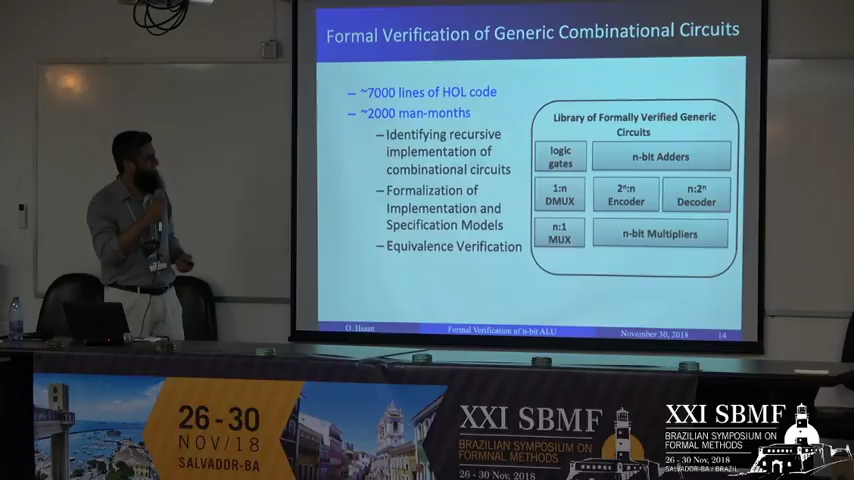 Formal Verification of Generic Combinational Circuits
– ~7000 lines of HOL code
– ~2000 man-months
– Identifying recursive
implementation of
combinational circuits
– Formalization of
Implementation and
Specification Models
– Equivalence Verification
Library of Formally Verified Generic
Circuits
logic
gates
n-bit Adders
1:n
DMUX
2ⁿ:n
Encoder
n:2ⁿ
Decoder
n:1
MUX
n-bit Multipliers
O. Hasan
Formal Verification of n-bit ALU
November 30, 2018
14
26-30
NOV/18
SALVADOR-BA
XXI SBMF
BRAZILIAN SYMPOSIUM ON
FORMNAL METHODS
26 - 30 Nov, 2018
XXI SBMF
BRAZILIAN SYMPOSIUM ON
FORMAL METHODS
26 - 30 Nov, 2018
SALVADOR-BA / BRAZIL